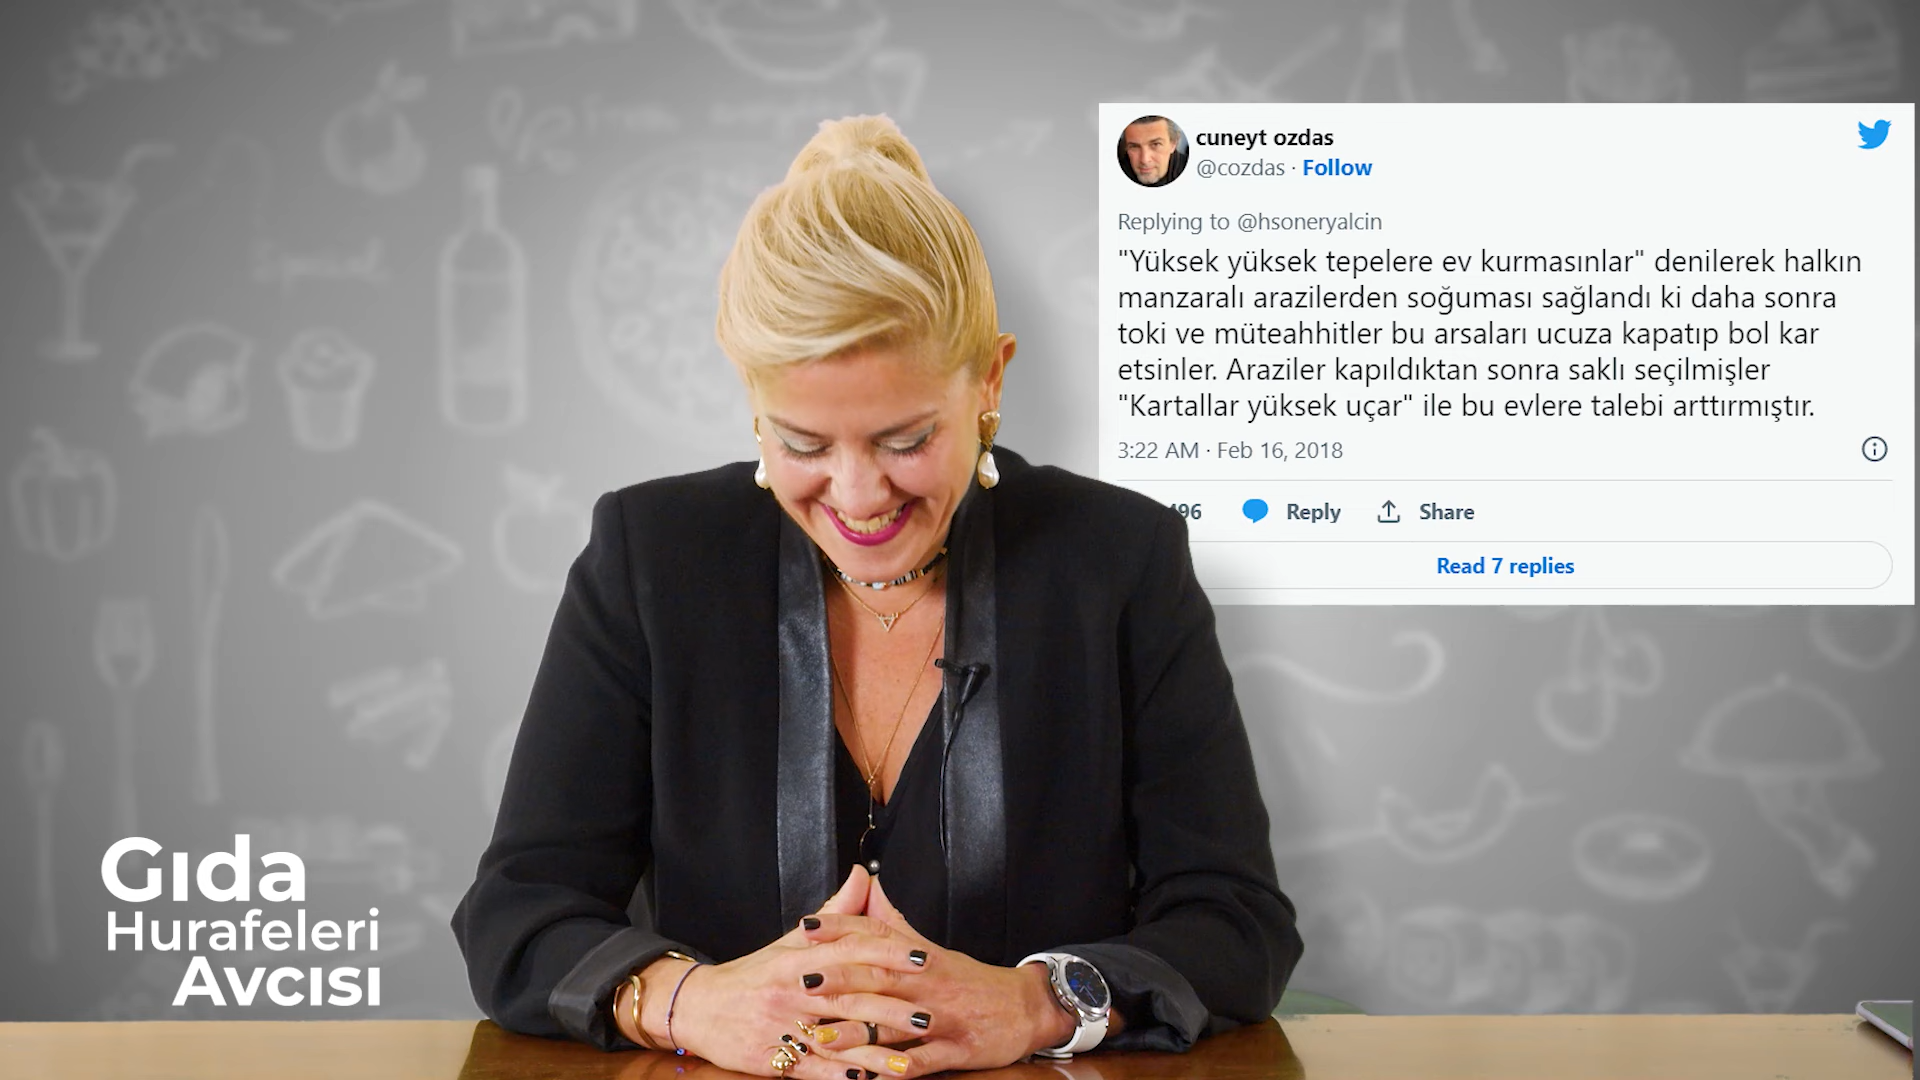 cuneyt ozdas
@cozdas · Follow
Replying to @hsoneryalcin
"Yüksek yüksek tepelere ev kurmasınlar" denilerek halkın
manzaralı arazilerden soğuması sağlandı ki daha sonra
toki ve müteahhitler bu arsaları ucuza kapatıp bol kar
etsinler. Araziler kapıldıktan sonra saklı seçilmişler
"Kartallar yüksek uçar" ile bu evlere talebi arttırmıştır.
3:22 AM · Feb 16, 2018
Reply Share
Read 7 replies
Gıda
Hurafeleri
Avcısı